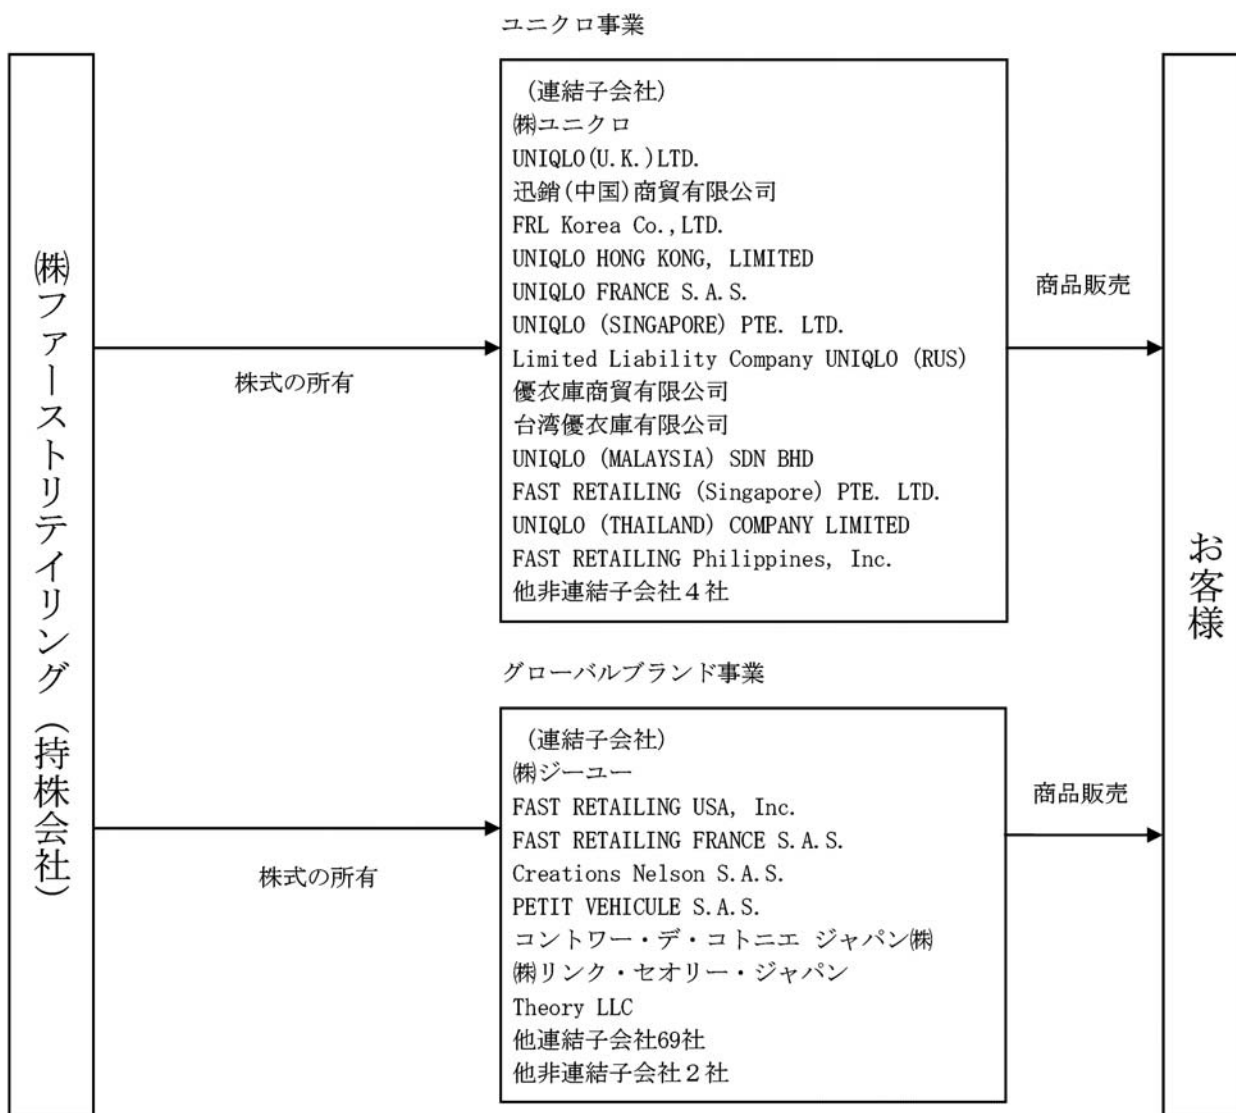 ㈱ファーストリテイリング（持株会社）
株式の所有
株式の所有
ユニクロ事業
（連結子会社）
㈱ユニクロ
UNIQLO(U.K.)LTD.
迅銷(中国)商貿有限公司
FRL Korea Co.,LTD.
UNIQLO HONG KONG, LIMITED
UNIQLO FRANCE S.A.S.
UNIQLO (SINGAPORE) PTE. LTD.
Limited Liability Company UNIQLO (RUS)
優衣庫商貿有限公司
台湾優衣庫有限公司
UNIQLO (MALAYSIA) SDN BHD
FAST RETAILING (Singapore) PTE. LTD.
UNIQLO (THAILAND) COMPANY LIMITED
FAST RETAILING Philippines, Inc.
他非連結子会社４社
グローバルブランド事業
（連結子会社）
㈱ジーユー
FAST RETAILING USA, Inc.
FAST RETAILING FRANCE S.A.S.
Creations Nelson S.A.S.
PETIT VEHICULE S.A.S.
コントワー・デ・コトニエ ジャパン㈱
㈱リンク・セオリー・ジャパン
Theory LLC
他連結子会社69社
他非連結子会社２社
商品販売
商品販売
お客様